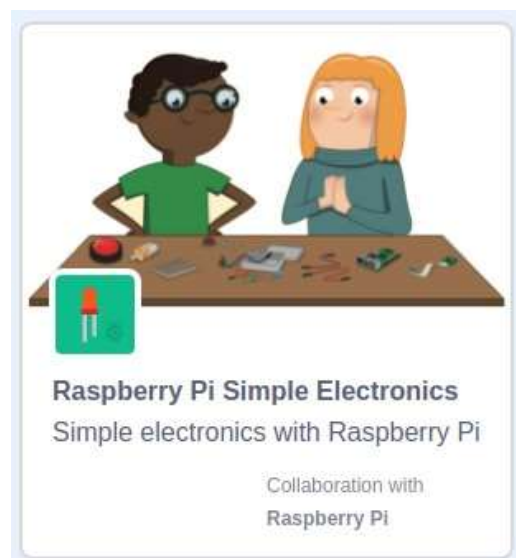 Raspberry Pi Simple Electronics
Simple electronics with Raspberry Pi
Collaboration with
Raspberry Pi